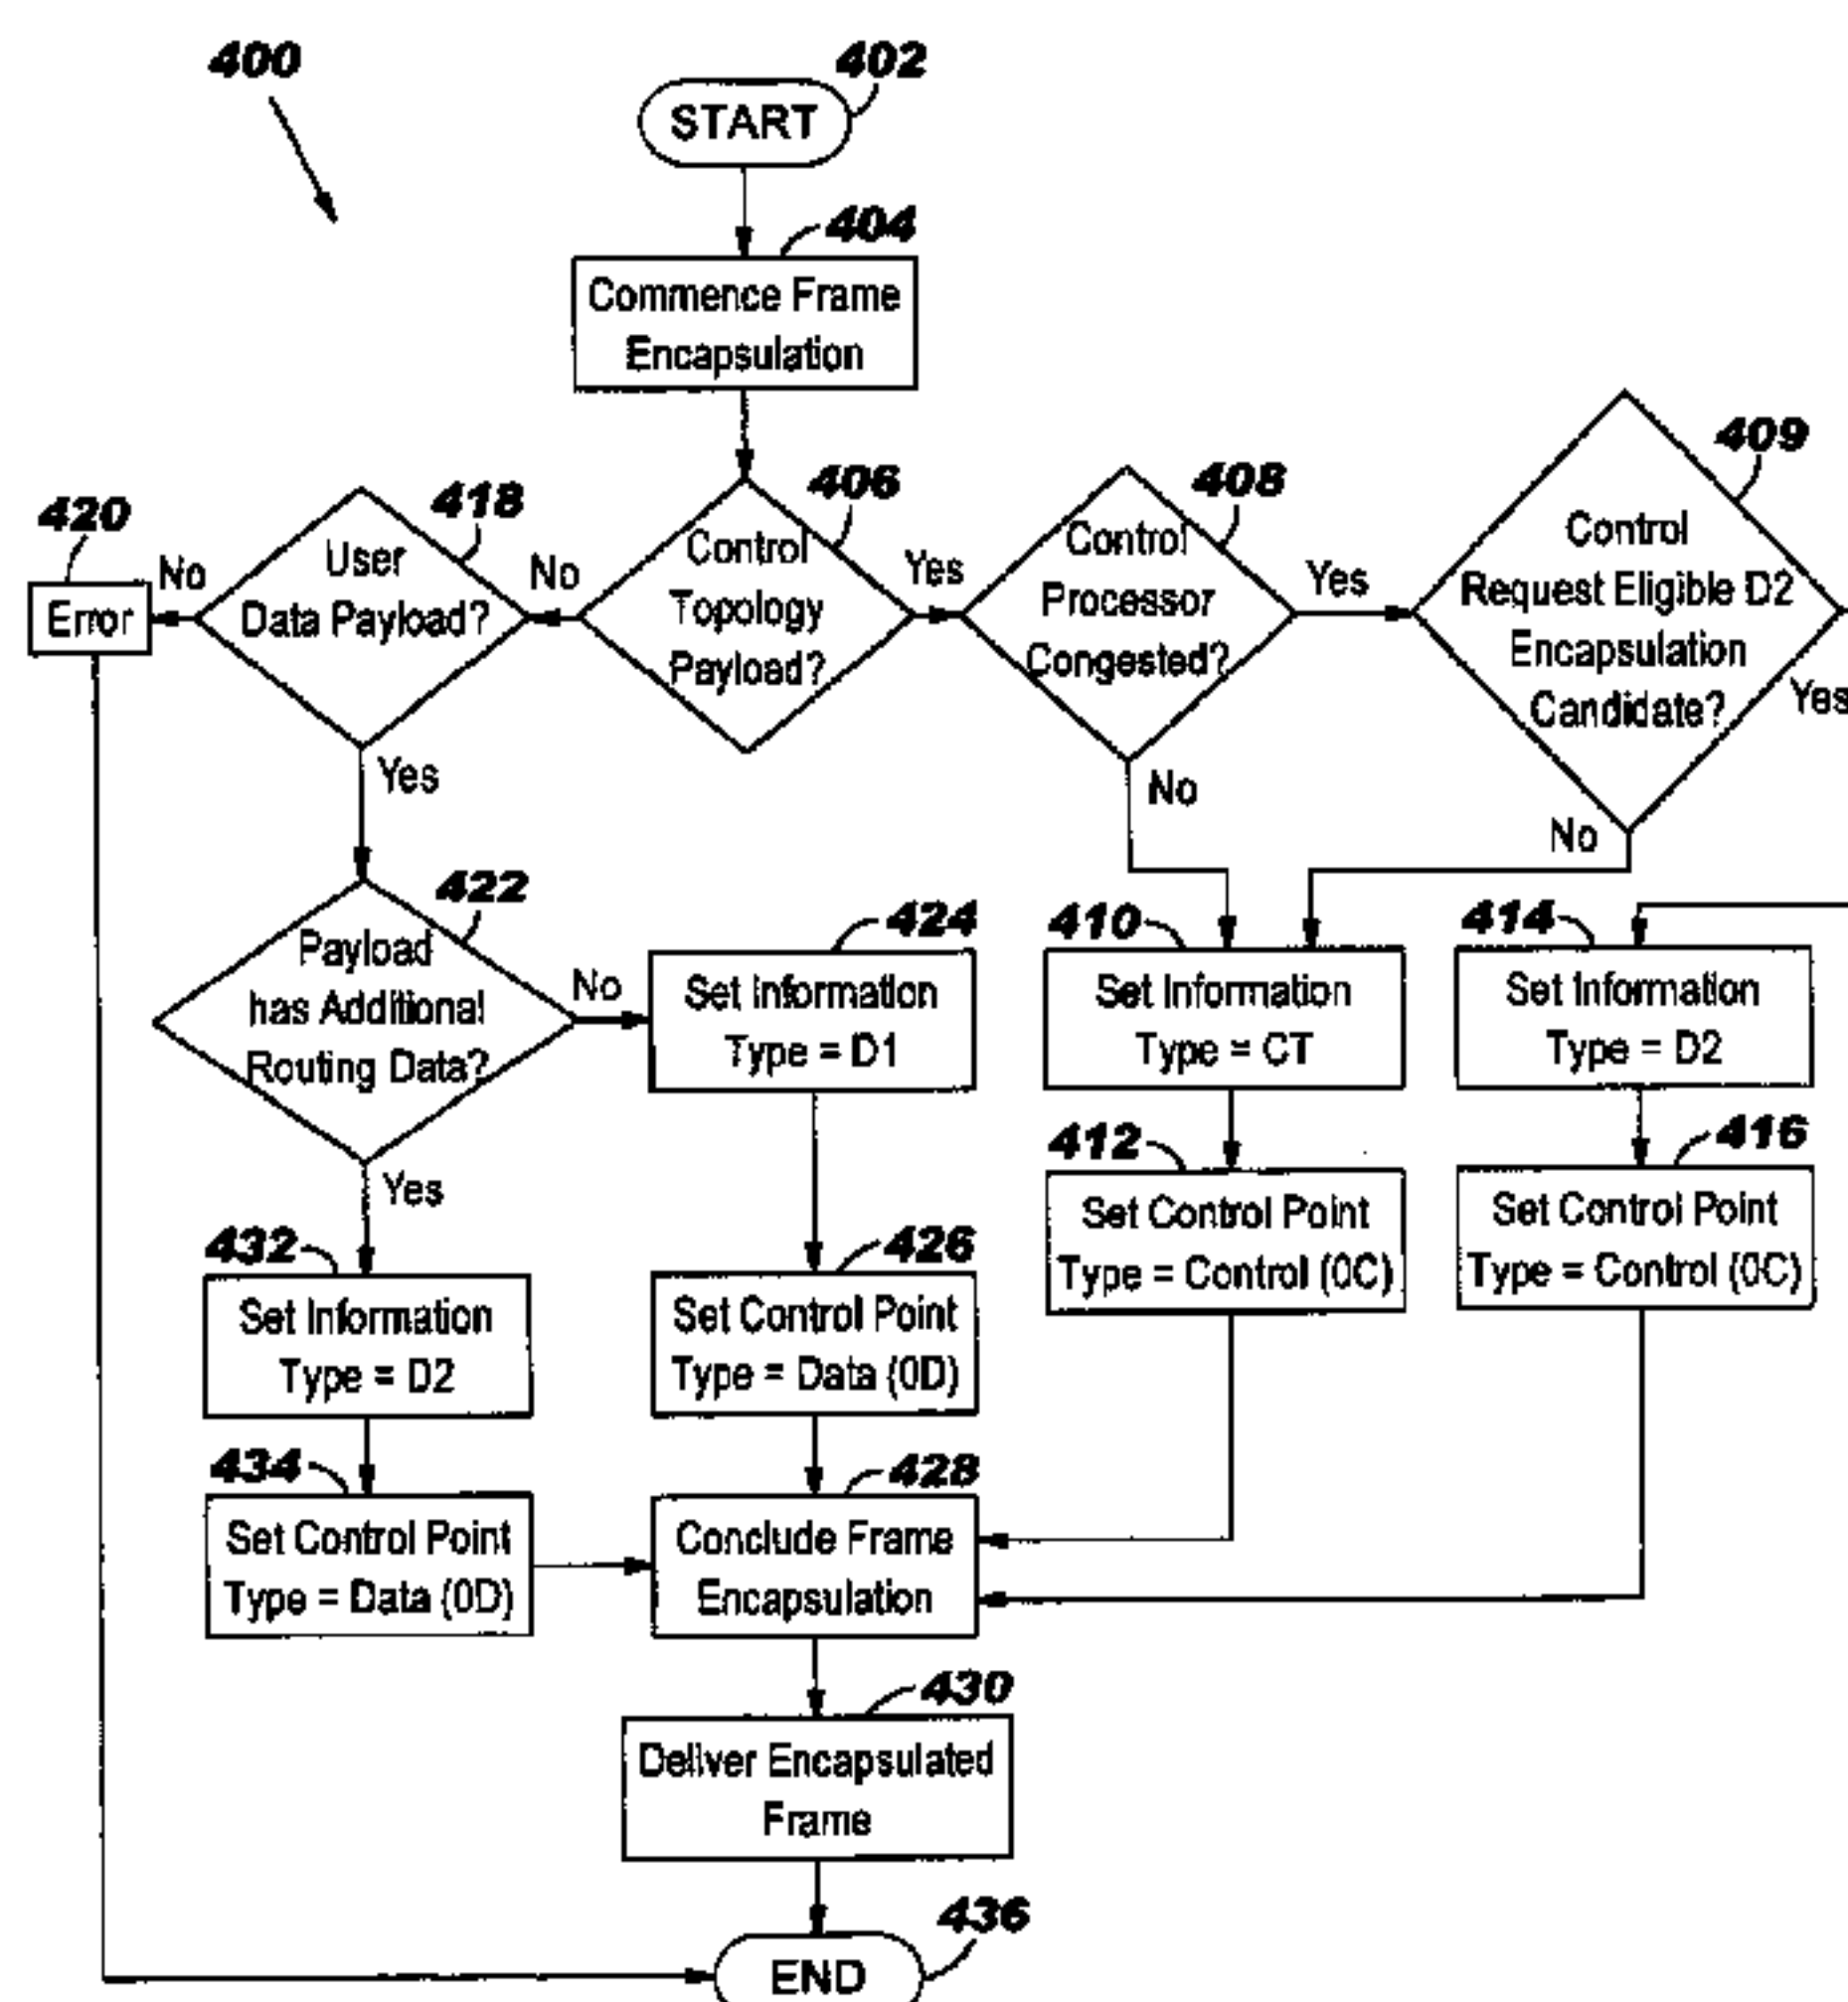 400
402
START
404
Commence Frame
Encapsulation
420
No
Error
418
User
Data Payload?
No
406
Control
Topology
Payload?
Yes
408
Control
Processor
Congested?
Yes
409
Control
Request Eligible D2
Encapsulation
Candidate?
Yes
Yes
No
No
422
Payload
has Additional
Routing Data?
No
424
Set Information
Type = D1
410
Set Information
Type = CT
414
Set Information
Type = D2
Yes
412
Set Control Point
Type = Control (0C)
416
Set Control Point
Type = Control (0C)
432
Set Information
Type = D2
426
Set Control Point
Type = Data (0D)
434
Set Control Point
Type = Data (0D)
428
Conclude Frame
Encapsulation
430
Deliver Encapsulated
Frame
436
END